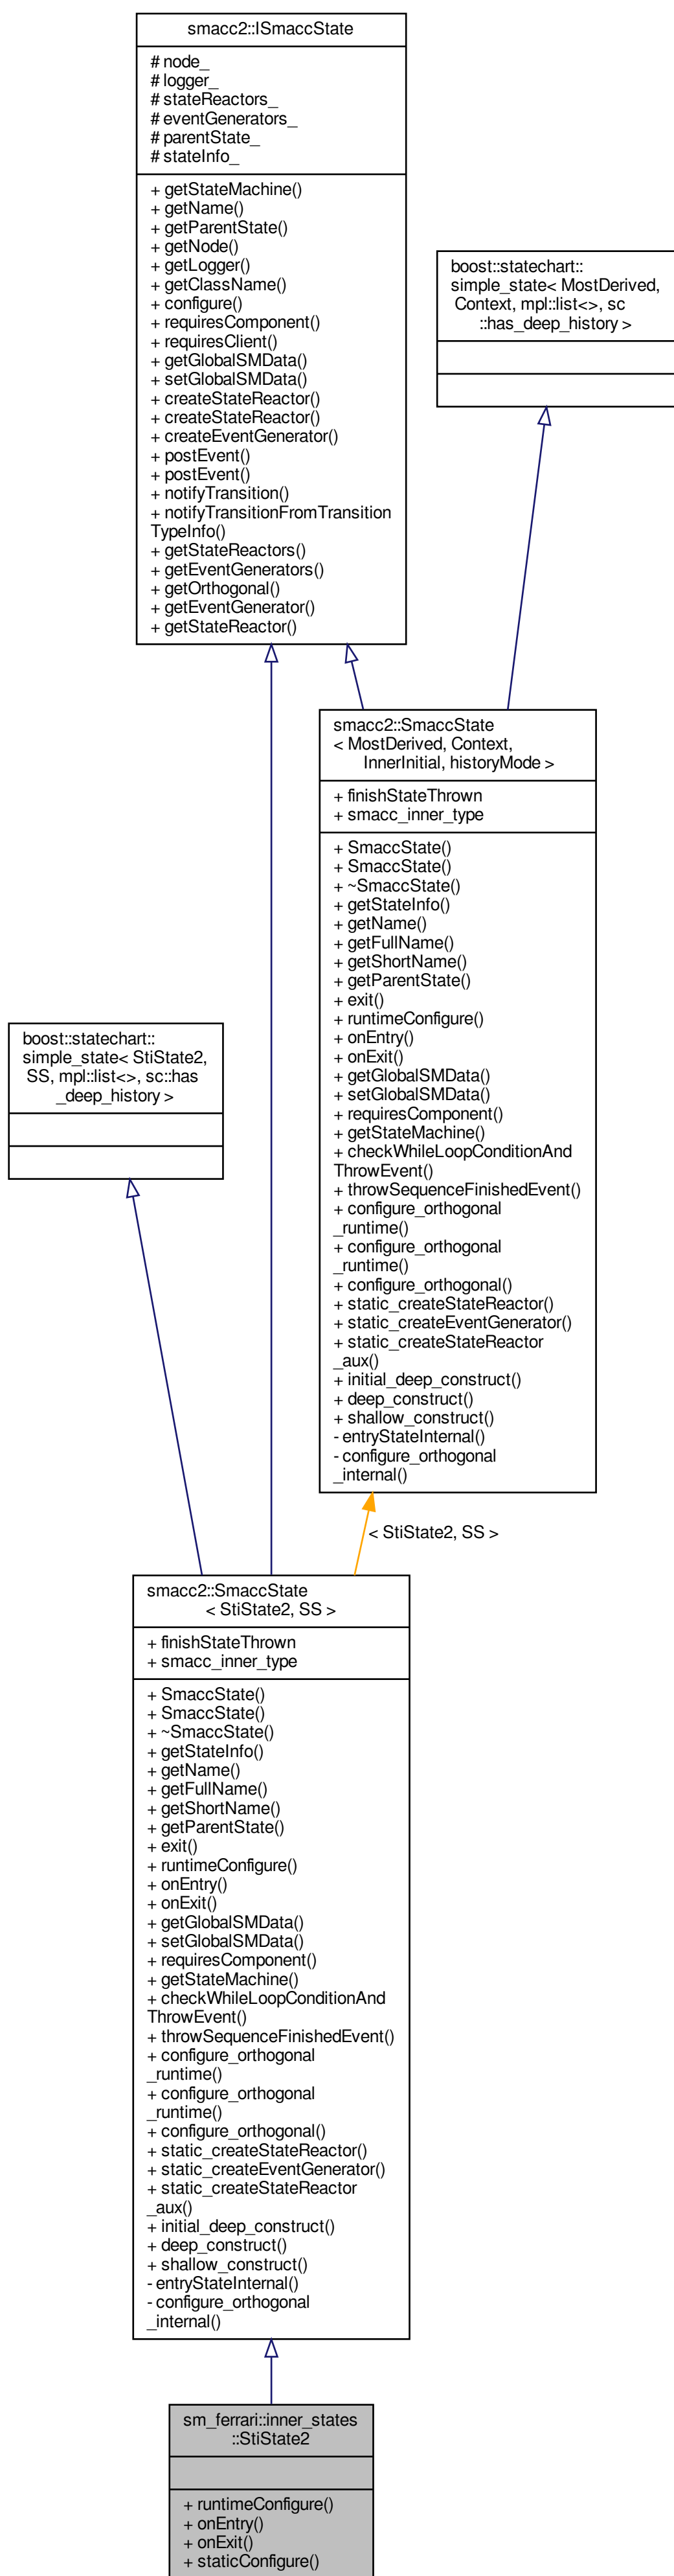 smacc2::ISmaccState
# node_
# logger_
# stateReactors_
# eventGenerators_
# parentState_
# stateInfo_
+ getStateMachine()
+ getName()
+ getParentState()
+ getNode()
+ getLogger()
+ getClassName()
+ configure()
+ requiresComponent()
+ requiresClient()
+ getGlobalSMData()
+ setGlobalSMData()
+ createStateReactor()
+ createStateReactor()
+ createEventGenerator()
+ postEvent()
+ postEvent()
+ notifyTransition()
+ notifyTransitionFromTransition
TypeInfo()
+ getStateReactors()
+ getEventGenerators()
+ getOrthogonal()
+ getEventGenerator()
+ getStateReactor()
boost::statechart::
simple_state< MostDerived,
Context, mpl::list<>, sc
::has_deep_history >
smacc2::SmaccState
< MostDerived, Context,
InnerInitial, historyMode >
+ finishStateThrown
+ smacc_inner_type
+ SmaccState()
+ SmaccState()
+ ~SmaccState()
+ getStateInfo()
+ getName()
+ getFullName()
+ getShortName()
+ getParentState()
+ exit()
+ runtimeConfigure()
+ onEntry()
+ onExit()
+ getGlobalSMData()
+ setGlobalSMData()
+ requiresComponent()
+ getStateMachine()
+ checkWhileLoopConditionAnd
ThrowEvent()
+ throwSequenceFinishedEvent()
+ configure_orthogonal
_runtime()
+ configure_orthogonal
_runtime()
+ configure_orthogonal()
+ static_createStateReactor()
+ static_createEventGenerator()
+ static_createStateReactor
_aux()
+ initial_deep_construct()
+ deep_construct()
+ shallow_construct()
- entryStateInternal()
- configure_orthogonal
_internal()
boost::statechart::
simple_state< StiState2,
SS, mpl::list<>, sc::has
_deep_history >
< StiState2, SS >
smacc2::SmaccState
< StiState2, SS >
+ finishStateThrown
+ smacc_inner_type
+ SmaccState()
+ SmaccState()
+ ~SmaccState()
+ getStateInfo()
+ getName()
+ getFullName()
+ getShortName()
+ getParentState()
+ exit()
+ runtimeConfigure()
+ onEntry()
+ onExit()
+ getGlobalSMData()
+ setGlobalSMData()
+ requiresComponent()
+ getStateMachine()
+ checkWhileLoopConditionAnd
ThrowEvent()
+ throwSequenceFinishedEvent()
+ configure_orthogonal
_runtime()
+ configure_orthogonal
_runtime()
+ configure_orthogonal()
+ static_createStateReactor()
+ static_createEventGenerator()
+ static_createStateReactor
_aux()
+ initial_deep_construct()
+ deep_construct()
+ shallow_construct()
- entryStateInternal()
- configure_orthogonal
_internal()
sm_ferrari::inner_states
::StiState2
+ runtimeConfigure()
+ onEntry()
+ onExit()
+ staticConfigure()